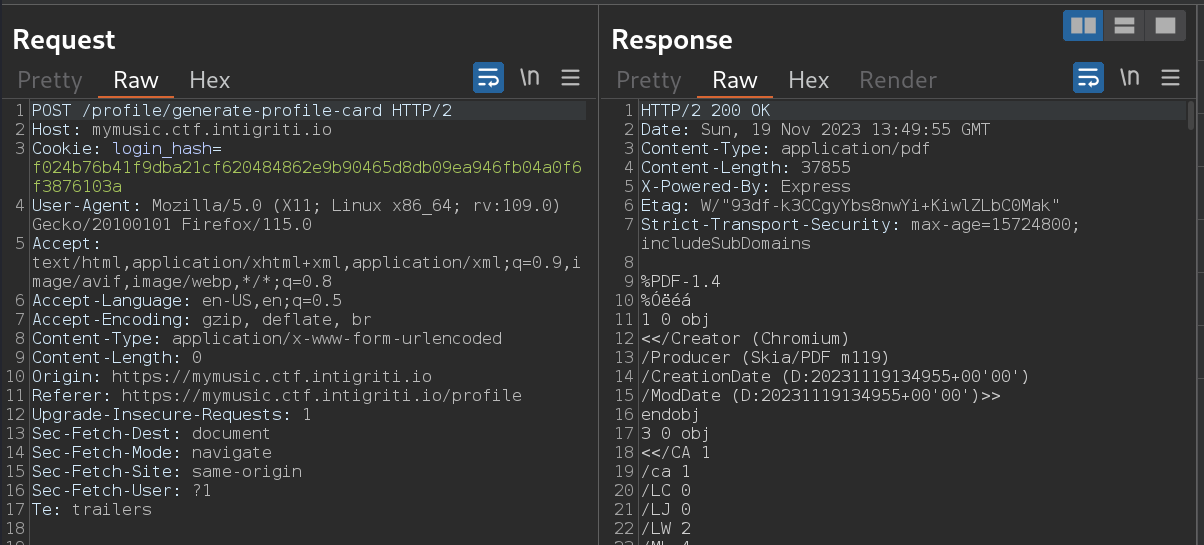 Request
Pretty Raw Hex \n
1 POST /profile/generate-profile-card HTTP/2
2 Host: mymusic.ctf.intigriti.io
3 Cookie: login_hash=
f024b76b41f9dba21cf620484862e9b90465d8db09ea946fb04a0f6
f3876103a
4 User-Agent: Mozilla/5.0 (X11; Linux x86_64; rv:109.0)
Gecko/20100101 Firefox/115.0
5 Accept:
text/html,application/xhtml+xml,application/xml;q=0.9,i
mage/avif,image/webp,*/*;q=0.8
6 Accept-Language: en-US,en;q=0.5
7 Accept-Encoding: gzip, deflate, br
8 Content-Type: application/x-www-form-urlencoded
9 Content-Length: 0
10 Origin: https://mymusic.ctf.intigriti.io
11 Referer: https://mymusic.ctf.intigriti.io/profile
12 Upgrade-Insecure-Requests: 1
13 Sec-Fetch-Dest: document
14 Sec-Fetch-Mode: navigate
15 Sec-Fetch-Site: same-origin
16 Sec-Fetch-User: ?1
17 Te: trailers
18
Response
Pretty Raw Hex Render \n
1 HTTP/2 200 OK
2 Date: Sun, 19 Nov 2023 13:49:55 GMT
3 Content-Type: application/pdf
4 Content-Length: 37855
5 X-Powered-By: Express
6 Etag: W/"93df-k3CCgyYbs8nwYi+KiwlZLbC0Mak"
7 Strict-Transport-Security: max-age=15724800;
includeSubDomains
8
9 %PDF-1.4
10 %Óëéá
11 1 0 obj
12 <</Creator (Chromium)
13 /Producer (Skia/PDF m119)
14 /CreationDate (D:20231119134955+00'00')
15 /ModDate (D:20231119134955+00'00')>>
16 endobj
17 3 0 obj
18 <</CA 1
19 /ca 1
20 /LC 0
21 /LJ 0
22 /LW 2
23 /ML 4